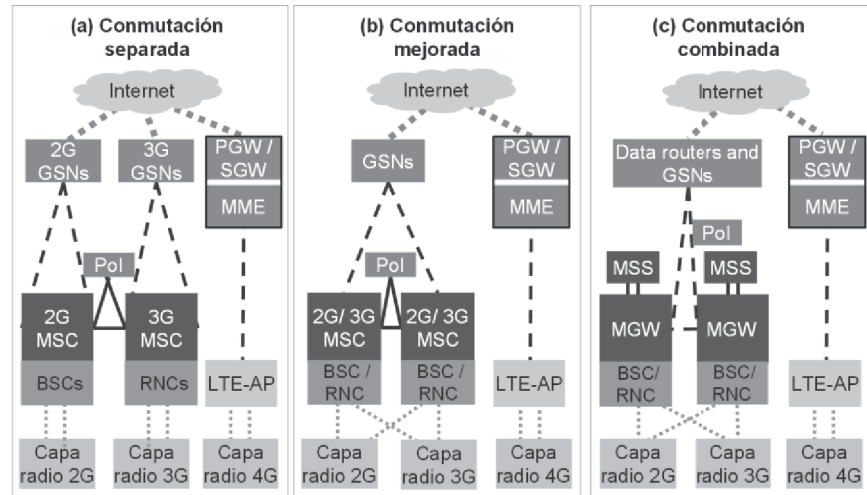 (a) Conmutación
separada
Internet
2G
GSNs
3G
GSNs
PGW /
SGW
MME
PoI
2G
MSC
3G
MSC
BSCs
RNCs
LTE-AP
Capa
radio 2G
Capa
radio 3G
Capa
radio 4G
(b) Conmutación
mejorada
Internet
GSNs
PGW /
SGW
MME
PoI
2G/ 3G
MSC
2G/ 3G
MSC
BSC /
RNC
BSC /
RNC
LTE-AP
Capa
radio 2G
Capa
radio 3G
Capa
radio 4G
(c) Conmutación
combinada
Internet
Data routers and
GSNs
PGW /
SGW
MME
PoI
MSS
MSS
MGW
MGW
BSC/
RNC
BSC/
RNC
LTE-AP
Capa
radio 2G
Capa
radio 3G
Capa
radio 4G